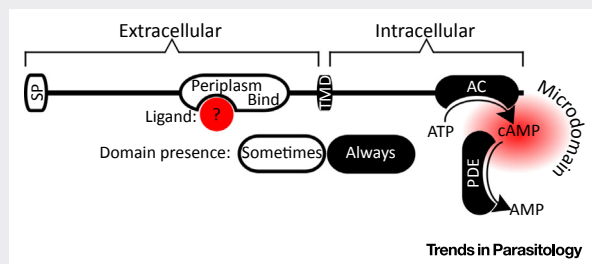 Extracellular
Intracellular
SP
Periplasm
Bind
TMD
AC
Microdomain
Ligand:
?
ATP
cAMP
Domain presence:
Sometimes
Always
PDE
AMP
Trends in Parasitology